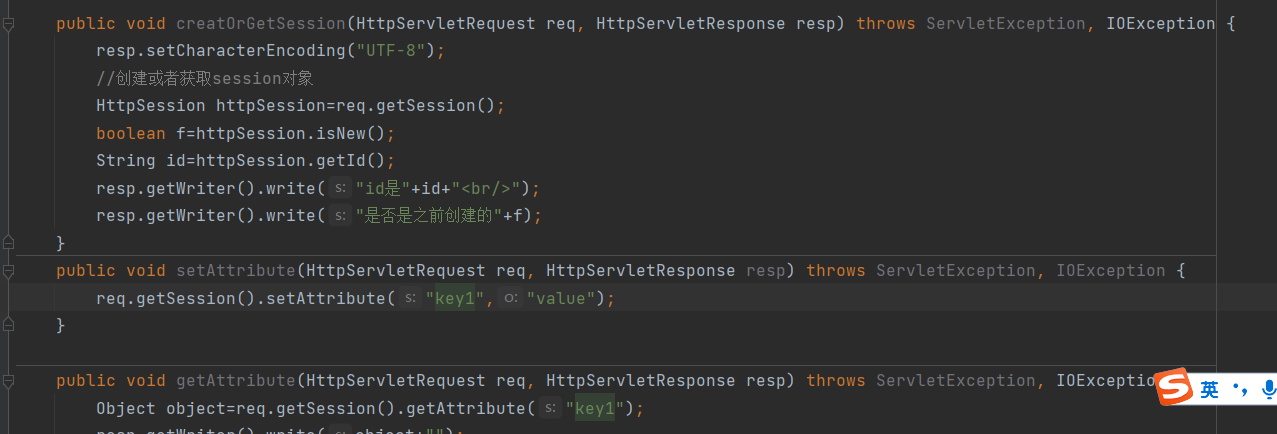 public void creatOrGetSession(HttpServletRequest req, HttpServletResponse resp) throws ServletException, IOException {
resp.setCharacterEncoding("UTF-8");
//创建或者获取session对象
HttpSession httpSession=req.getSession();
boolean f=httpSession.isNew();
String id=httpSession.getId();
resp.getWriter().write( s: "id是"+id+"<br/>");
resp.getWriter().write( s: "是否是之前创建的"+f);
}
public void setAttribute(HttpServletRequest req, HttpServletResponse resp) throws ServletException, IOException {
req.getSession().setAttribute( s: "key1", o: "value");
}
public void getAttribute(HttpServletRequest req, HttpServletResponse resp) throws ServletException, IOExceptio
Object object=req.getSession().getAttribute( s: "key1");
resp.getWriter().write( s: object+"");
S 英